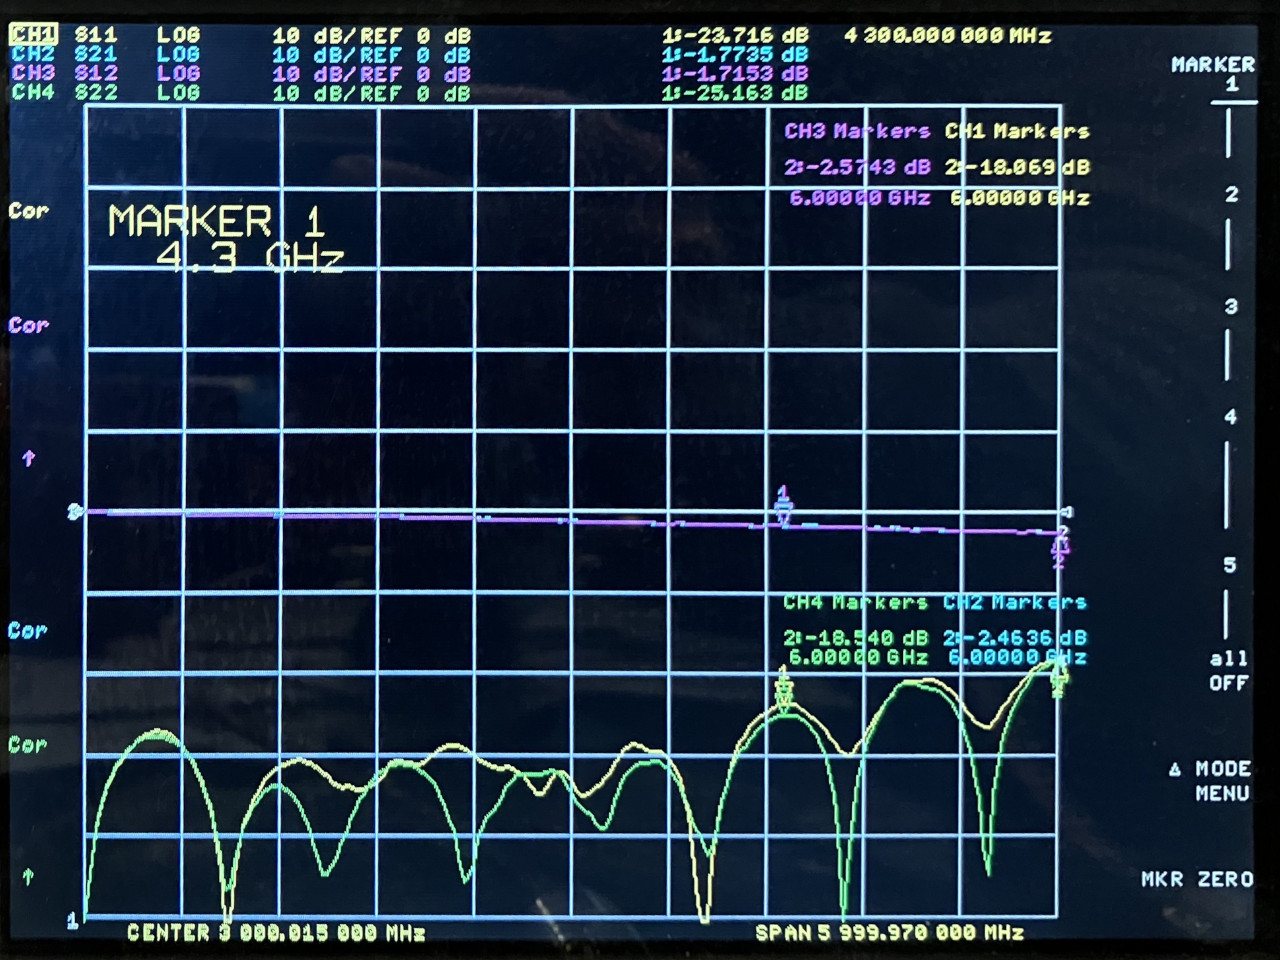 CH1 S11 LOG 10 dB/REF 0 dB 1:-23.716 dB 4 300.000 000 MHz
CH2 S21 LOG 10 dB/REF 0 dB 1:-1.7735 dB
CH3 S12 LOG 10 dB/REF 0 dB 1:-1.7153 dB
CH4 S22 LOG 10 dB/REF 0 dB 1:-25.163 dB
MARKER
1
CH3 Markers CH1 Markers
2:-2.5743 dB 2:-18.069 dB
6.00000 GHz 6.00000 GHz
2
Cor
MARKER 1
4.3 GHz
3
Cor
4
↑
1
2
2
5
CH4 Markers CH2 Markers
2:-18.540 dB 2:-2.4636 dB
6.00000 GHz 6.00000 GHz
Cor
all
OFF
Cor
Δ MODE
MENU
↑
MKR ZERO
1
CENTER 3 000.015 000 MHz SPAN 5 999.970 000 MHz